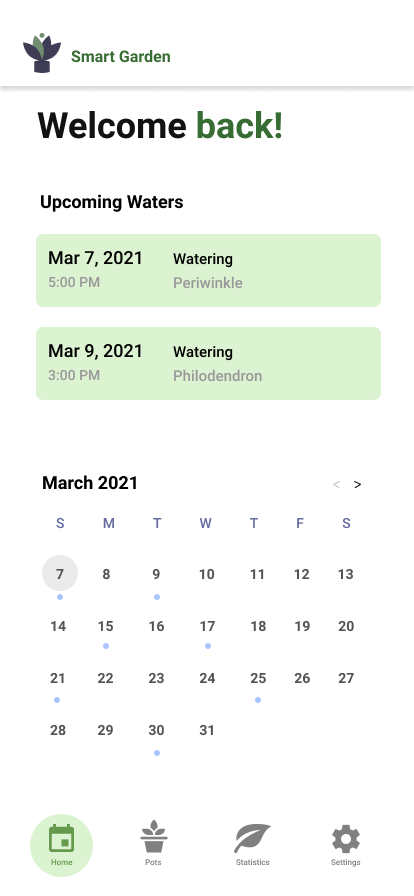 Smart Garden
Welcome back!
Upcoming Waters
Mar 7, 2021 Watering
5:00 PM Periwinkle
Mar 9, 2021 Watering
3:00 PM Philodendron
March 2021 < >
S M T W T F S
7 8 9 10 11 12 13
14 15 16 17 18 19 20
21 22 23 24 25 26 27
28 29 30 31
Home Pots Statistics Settings